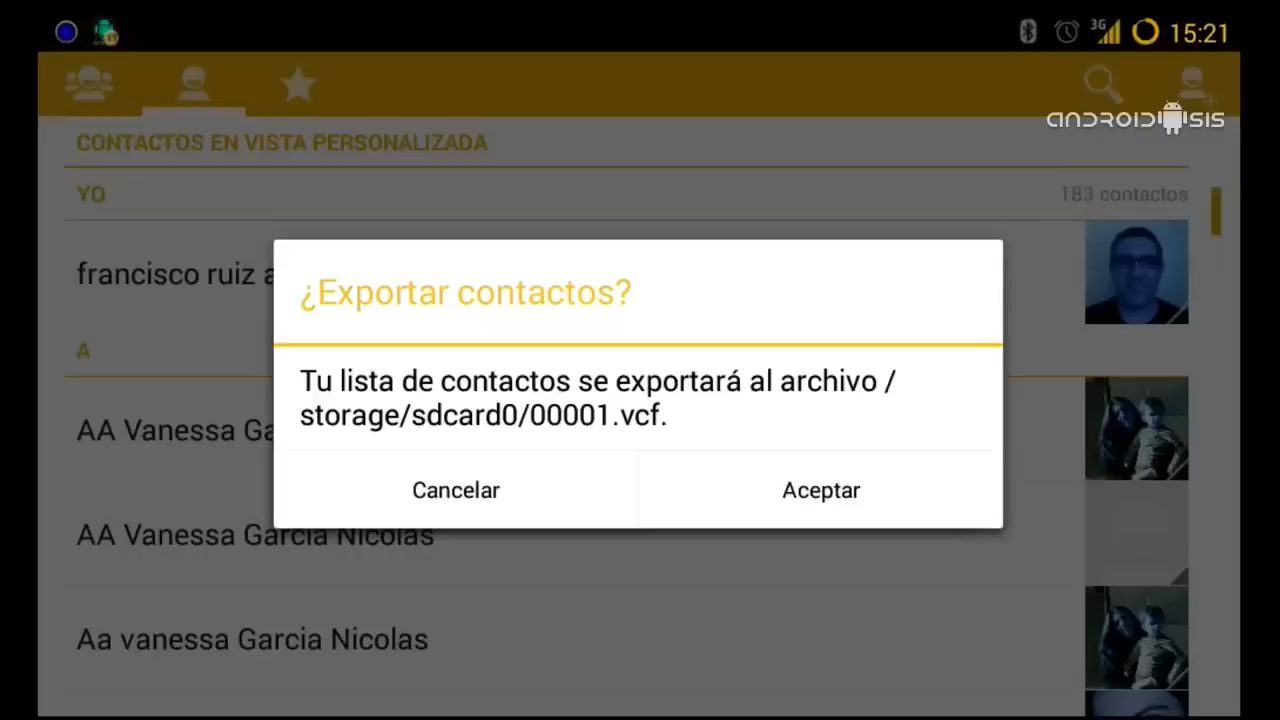 3G 15:21
ANDROIDSIS
CONTACTOS EN VISTA PERSONALIZADA
YO 183 contactos
francisco ruiz a
¿Exportar contactos?
A
Tu lista de contactos se exportará al archivo /
storage/sdcard0/00001.vcf.
AA Vanessa Ga
Cancelar Aceptar
AA Vanessa Garcia Nicolas
Aa vanessa Garcia Nicolas